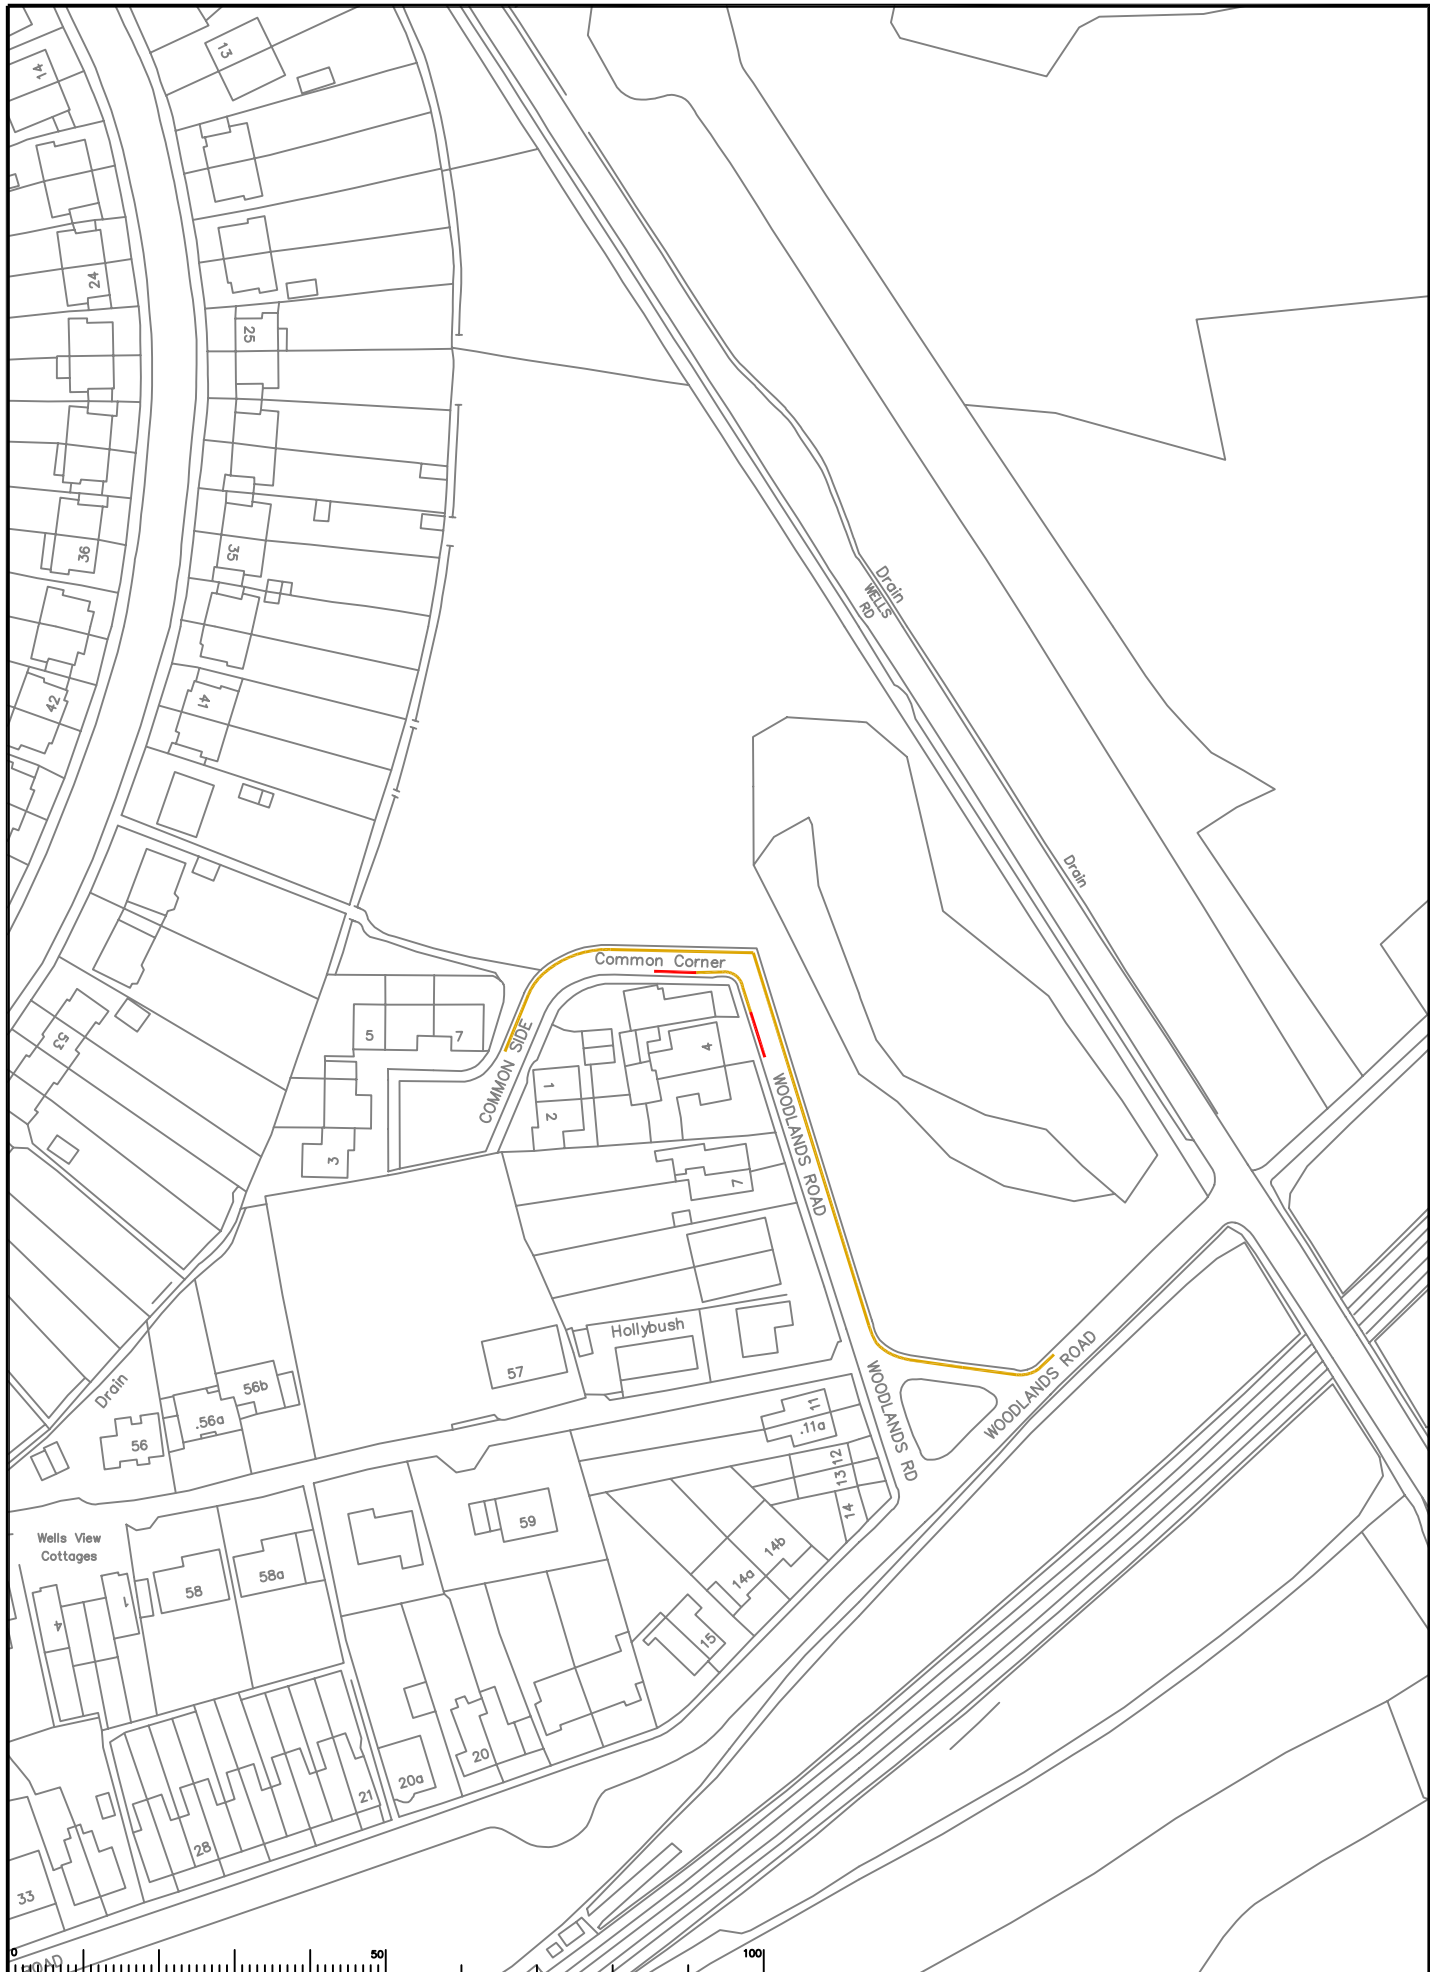 13
14
24
25
36
35
Drain
WELLS
RD
42
41
Drain
Common Corner
53
5
7
COMMON SIDE
4
1
2
WOODLANDS ROAD
3
7
Hollybush
57
WOODLANDS ROAD
Drain
56b
.56a
56
WOODLANDS RD
11
.11a
12
13
14
59
Wells View
Cottages
14b
14a
58a
58
1
4
15
20
20a
21
28
33
ROAD
0
50
100